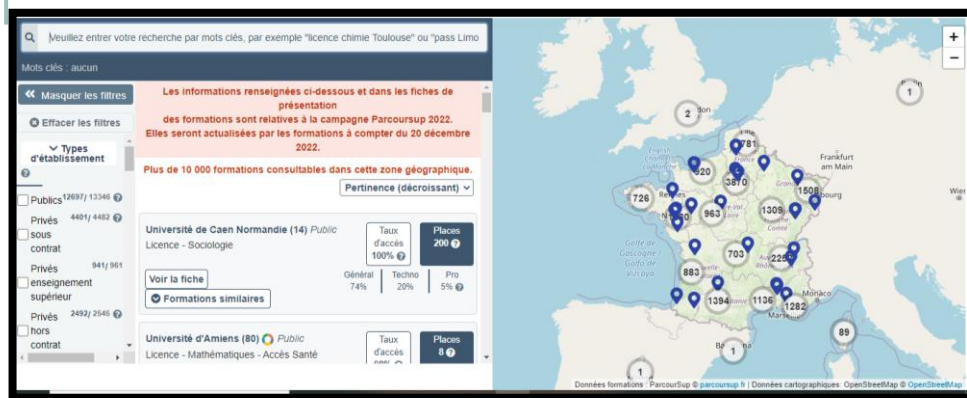 Veuillez entrer votre recherche par mots clés, par exemple "licence chimie Toulouse" ou "pass Limo
Mots clés : aucun
Masquer les filtres
Effacer les filtres
Types
d'établissement
Publics 12697/ 13346
Privés 4401/ 4482
sous
contrat
Privés 941/ 961
enseignement
supérieur
Privés 2492/ 2545
hors
contrat
Les informations renseignées ci-dessous et dans les fiches de
présentation
des formations sont relatives à la campagne Parcoursup 2022.
Elles seront actualisées par les formations à compter du 20 décembre
2022.
Plus de 10 000 formations consultables dans cette zone géographique.
Pertinence (décroissant)
Université de Caen Normandie (14) Public
Licence - Sociologie
Taux
d'accès
100%
Places
200
Voir la fiche
Formations similaires
Général Techno Pro
74% 20% 5%
Université d'Amiens (80) Public
Licence - Mathématiques - Accès Santé
Taux
d'accès
Places
8
+
−
1
2
781
English
Frankfurt
am Main
920
3870
1508
726
Rennes
963
1309
Golfo de
Vizcaya
703
883
1394
1136
1282
Monaco
89
1
1
Données formations : ParcourSup © parcoursup.fr | Données cartographiques: OpenStreetMap © OpenStreetMap